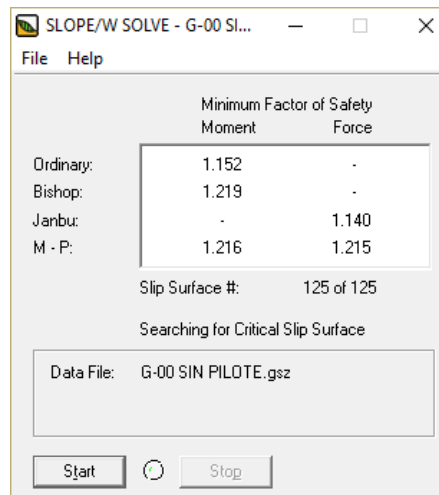 SLOPE/W SOLVE - G-00 SI...
File Help
Minimum Factor of Safety
Moment Force
Ordinary: 1.152 -
Bishop: 1.219 -
Janbu: - 1.140
M - P: 1.216 1.215
Slip Surface #: 125 of 125
Searching for Critical Slip Surface
Data File: G-00 SIN PILOTE.gsz
Start Stop